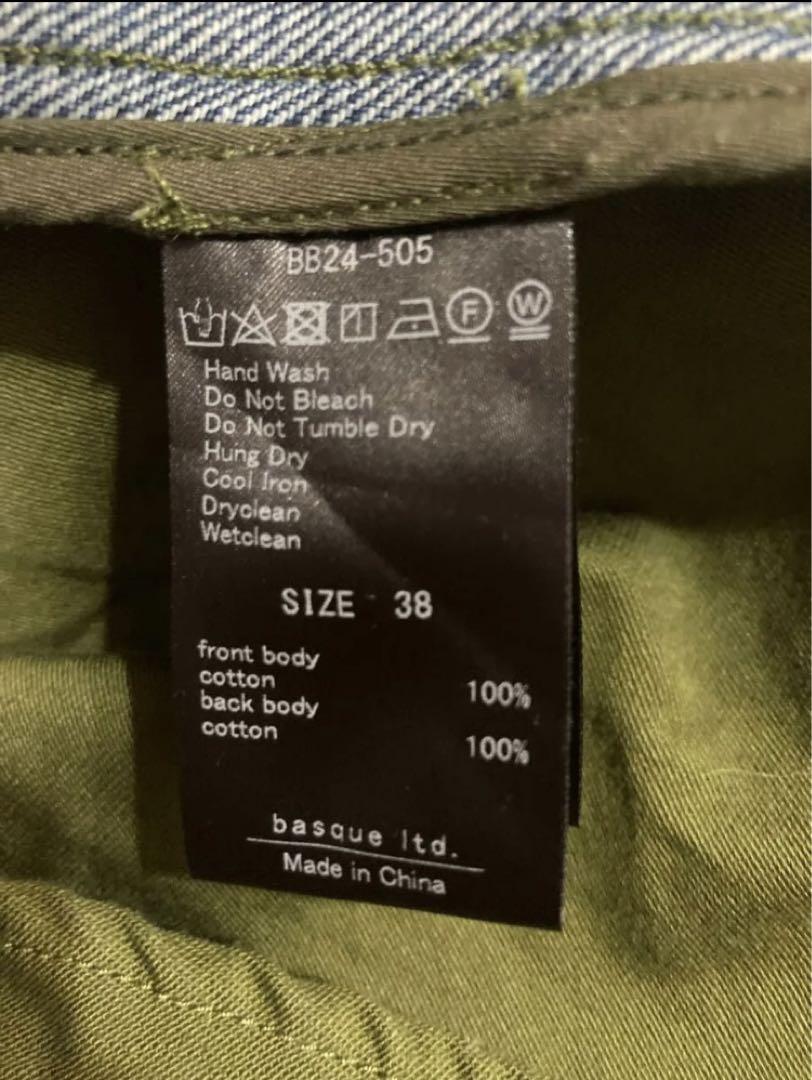 BB24-505
F W
Hand Wash
Do Not Bleach
Do Not Tumble Dry
Hung Dry
Cool Iron
Dryclean
Wetclean
SIZE 38
front body
cotton 100%
back body
cotton 100%
basque ltd.
Made in China